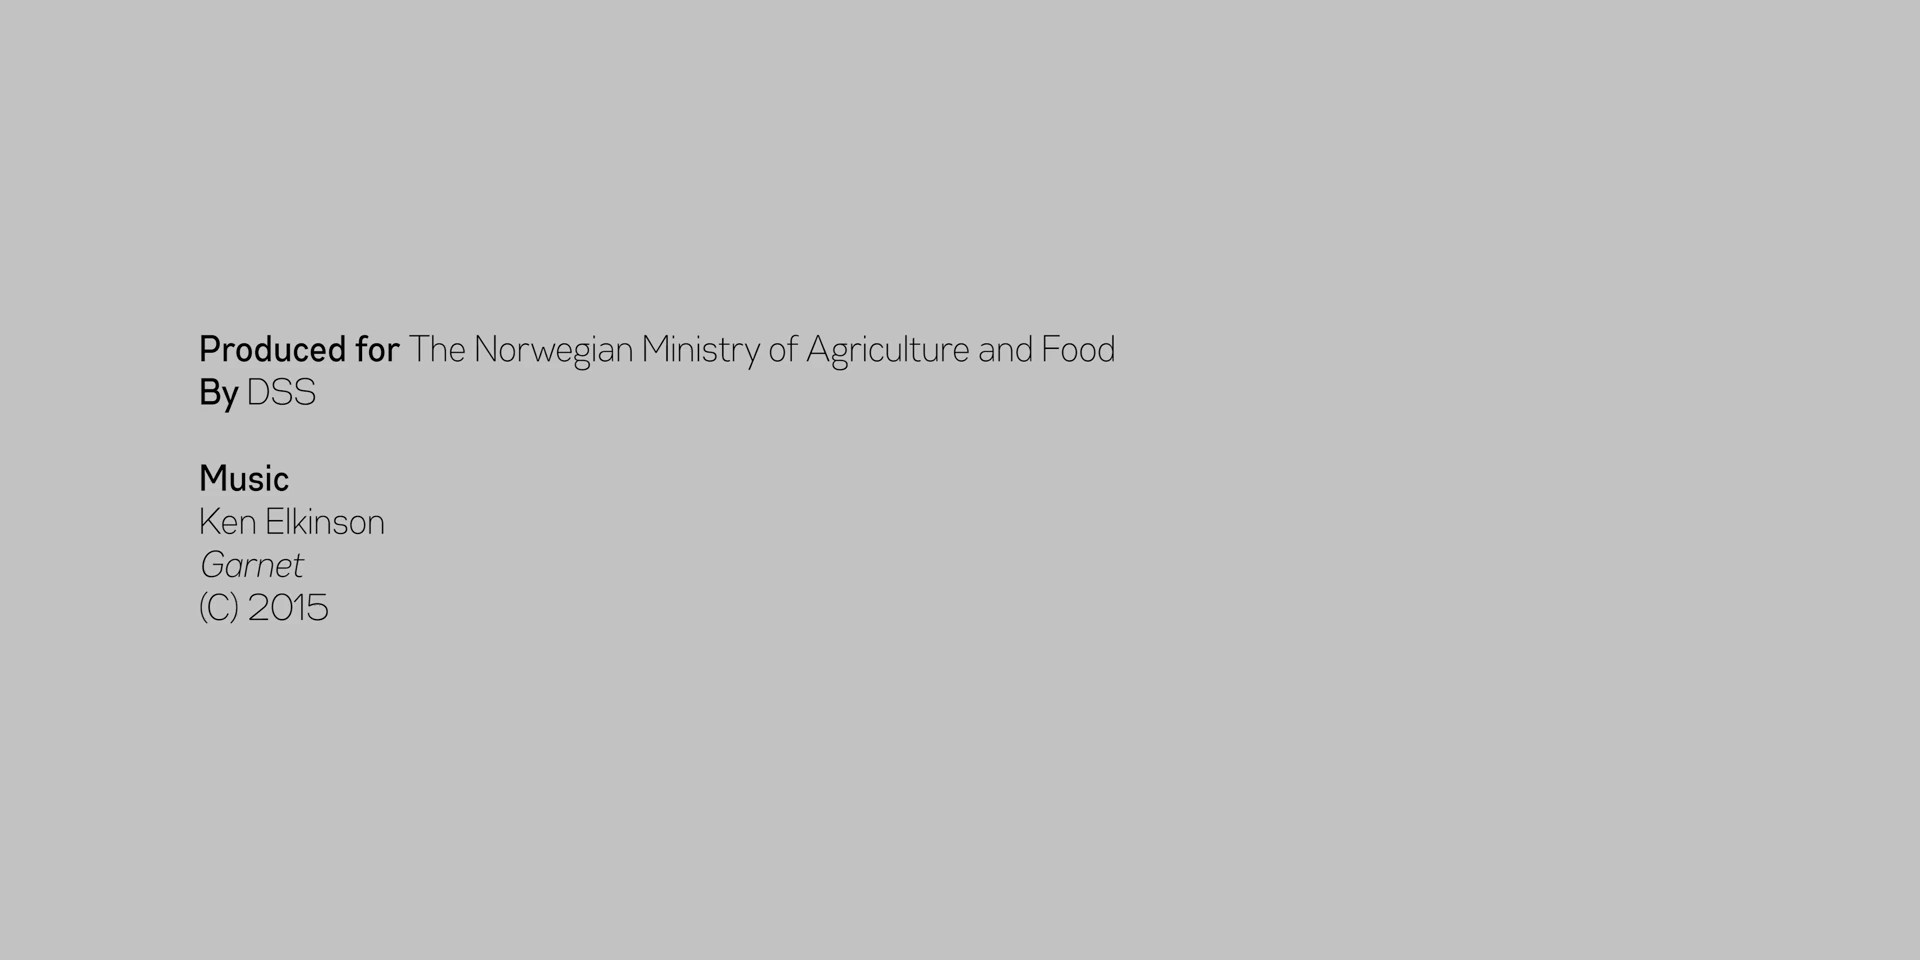 Produced for The Norwegian Ministry of Agriculture and Food
By DSS
Music
Ken Elkinson
Garnet
(C) 2015